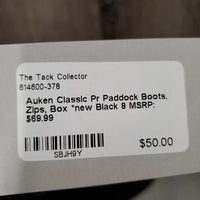 The Tack Collector
614600-378
Auken Classic Pr Paddock Boots,
Zips, Box *new Black 8 MSRP:
$69.99
SBJH9Y
$50.00